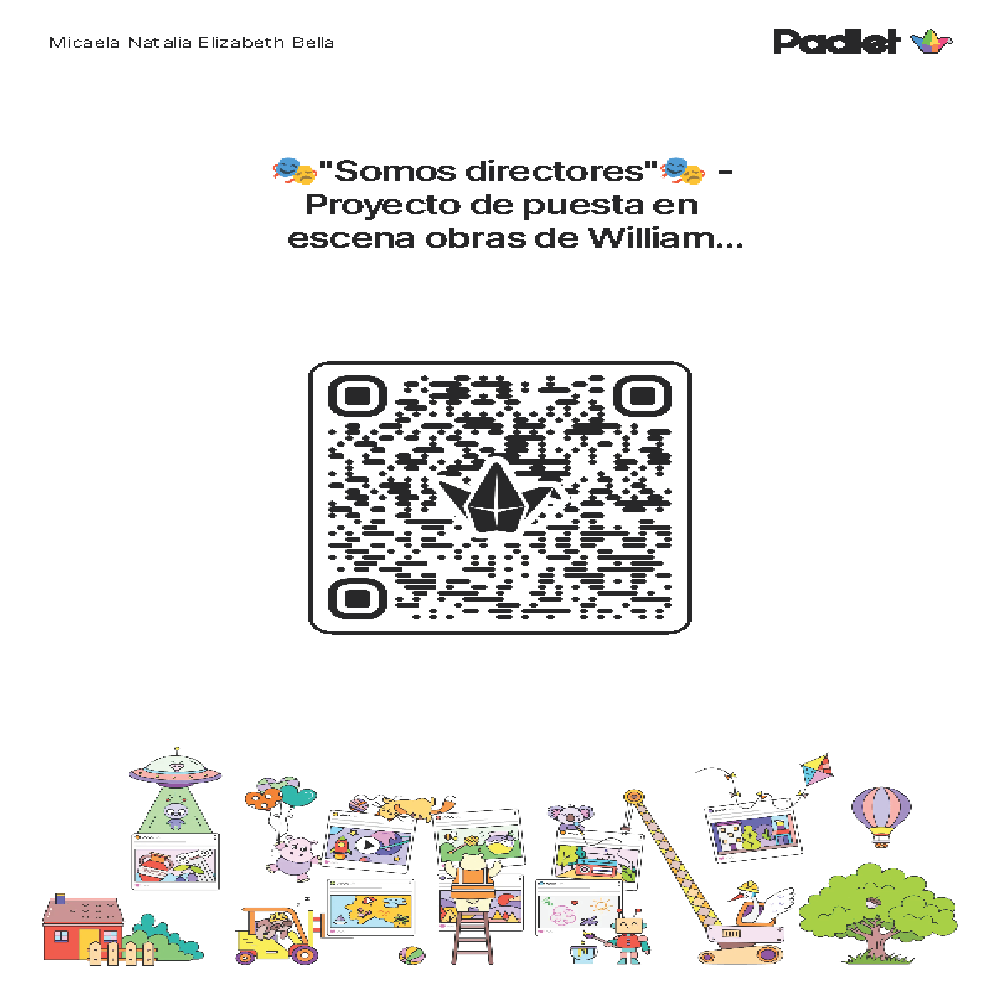 Micaela Natalia Elizabeth Bella
Padlet
🎭"Somos directores"🎭 -
Proyecto de puesta en
escena obras de William...